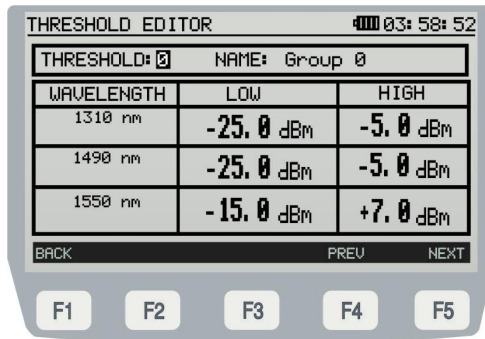 THRESHOLD EDITOR 03: 58: 52
THRESHOLD: 0 NAME: Group 0
WAVELENGTH LOW HIGH
1310 nm -25.0 dBm -5.0 dBm
1490 nm -25.0 dBm -5.0 dBm
1550 nm -15.0 dBm +7.0 dBm
BACK PREV NEXT
F1 F2 F3 F4 F5